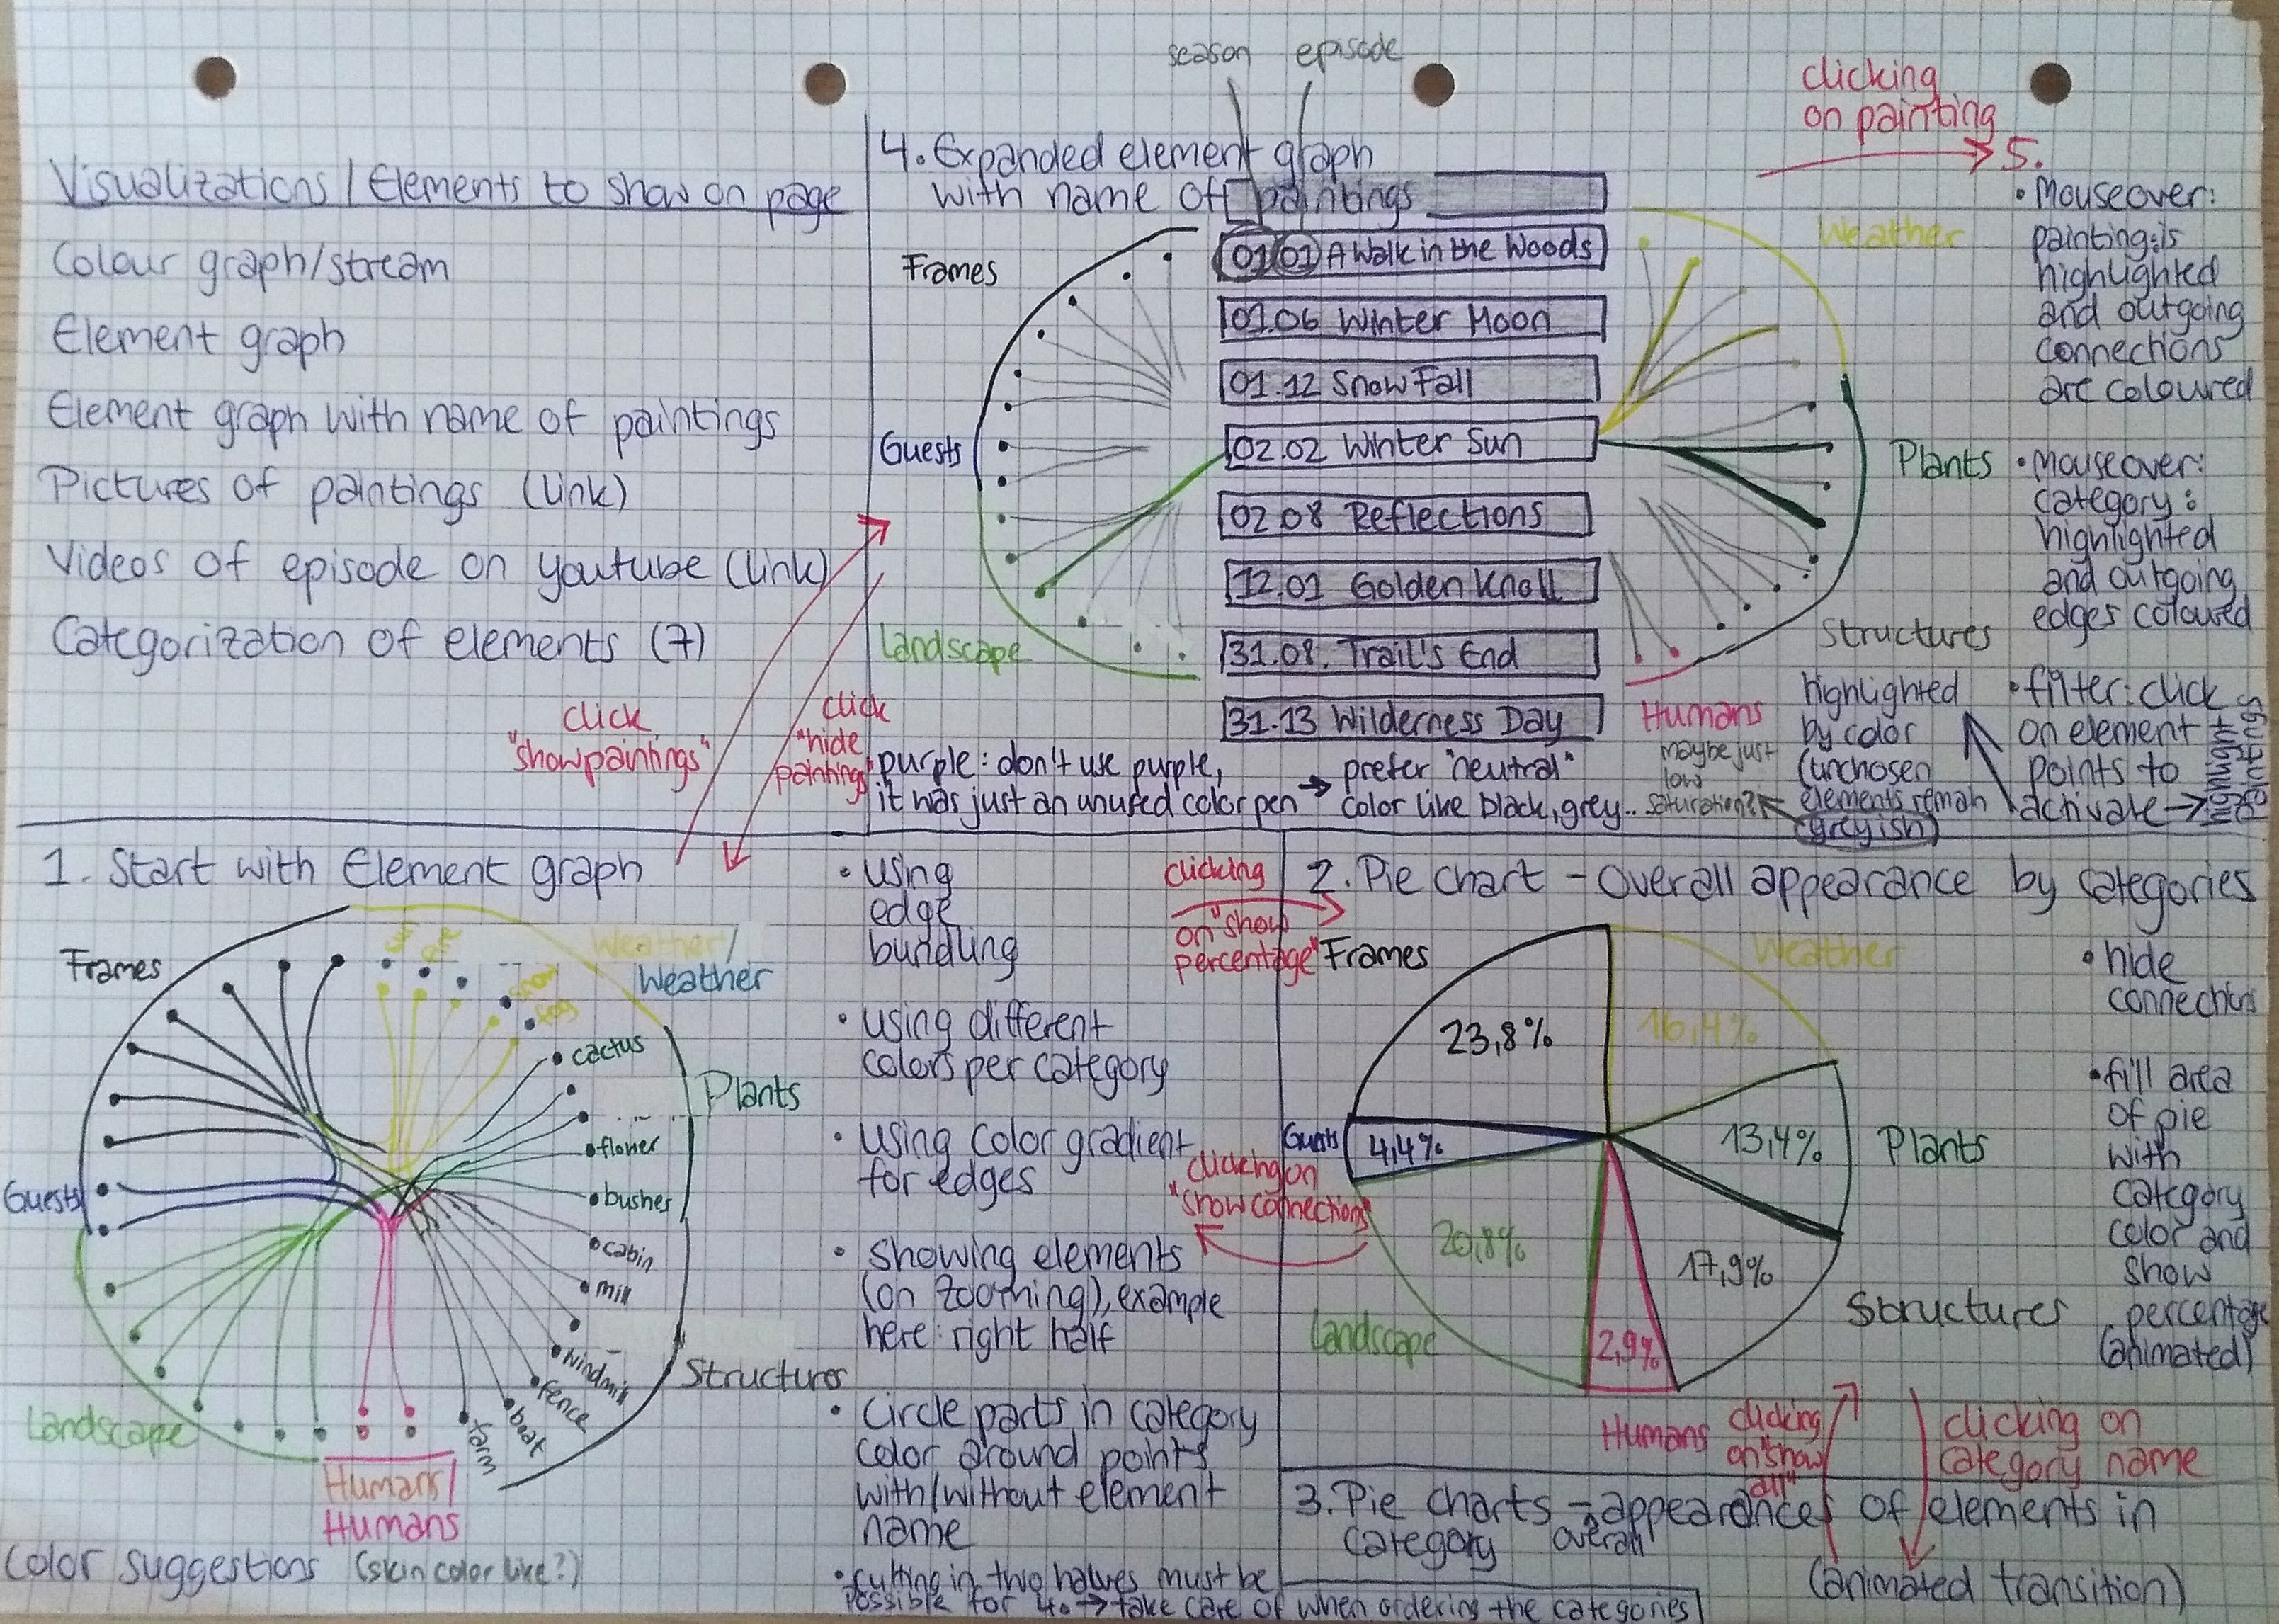 season episode
Visualizations / Elements to show on page
Colour graph/stream
Element graph
Element graph with name of paintings
Pictures of paintings (link)
Videos of episode on youtube (link)
Categorization of elements (7)
click
"show paintings"
click
"hide
paintings"
4. Expanded element graph
with name off paintings
Frames
Guests
Landscape
01 01 A Walk in the Woods
01.06 Winter Moon
01.12 Snow Fall
02.02 Winter Sun
02.08 Reflections
12.01 Golden Knoll
31.08. Trail's End
31.13 Wilderness Day
Weather
Plants
Structures
Humans
purple: don't use purple,
it was just an unused color pen → prefer "neutral"
color like black, grey..
maybe just
low
saturation?
highlighted
by color
(unchosen
elements remain
greyish)
clicking
on painting
5.
• Mouseover:
painting is
highlighted
and outgoing
connections
are coloured
• mouseover:
category:
highlighted
and outgoing
edges coloured
• filter: click
on element
points to
activate →
1. Start with Element graph
Frames
Guests
Landscape
Humans/
Humans
Weather/
Weather
snow
fog
cactus
Plants
flower
bushes
cabin
mill
windmill
fence
boat
farm
Structures
Color suggestions (skin color like?)
• using
edge
bundling
• using different
colors per category
• using color gradient
for edges
• showing elements
(on zooming), example
here: right half
• circle parts in category
color around points
with/without element
name
• cutting in two halves must be
possible for 4. → take care of when ordering the categories
clicking
on "show
percentage"
clicking on
"show connections"
2. Pie chart - Overall appearance by categories
Frames
23,8%
Weather
16,4%
Guests
4,4%
13,4%
Plants
20,8%
Landscape
17,9%
Structures
2,9%
Humans
• hide
connections
• fill area
of pie
with
category
color and
show
percentage
(animated)
clicking
on "show
all"
clicking on
category name
3. Pie charts - appearances of elements in
category overall
(animated transition)